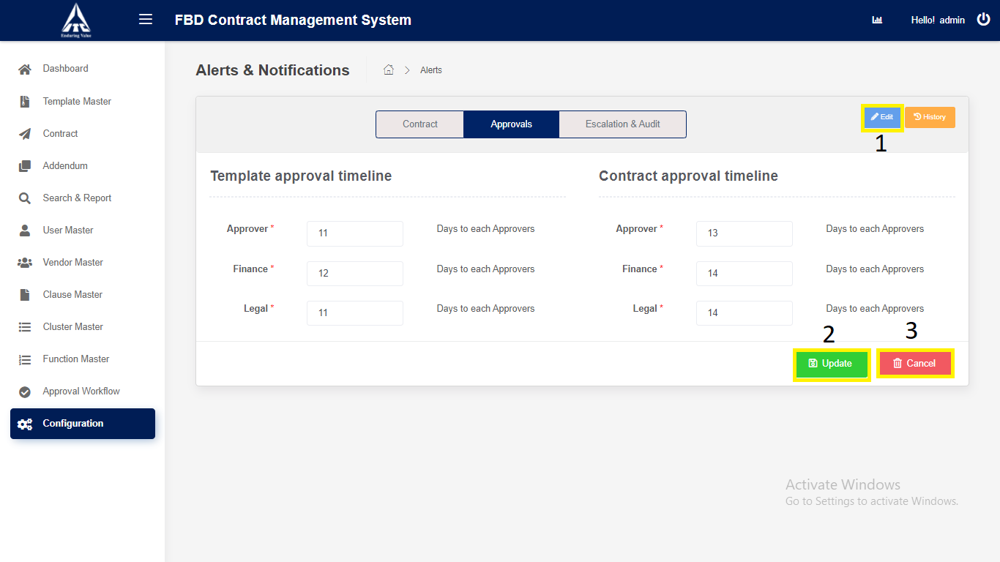 FBD Contract Management System
Hello! admin
Enduring Value
Dashboard
Template Master
Contract
Addendum
Search & Report
User Master
Vendor Master
Clause Master
Cluster Master
Function Master
Approval Workflow
Configuration
Alerts & Notifications
Alerts
Contract
Approvals
Escalation & Audit
Edit
History
1
Template approval timeline
Approver * 11 Days to each Approvers
Finance * 12 Days to each Approvers
Legal * 11 Days to each Approvers
Contract approval timeline
Approver * 13 Days to each Approvers
Finance * 14 Days to each Approvers
Legal * 14 Days to each Approvers
2
3
Update
Cancel
Activate Windows
Go to Settings to activate Windows.